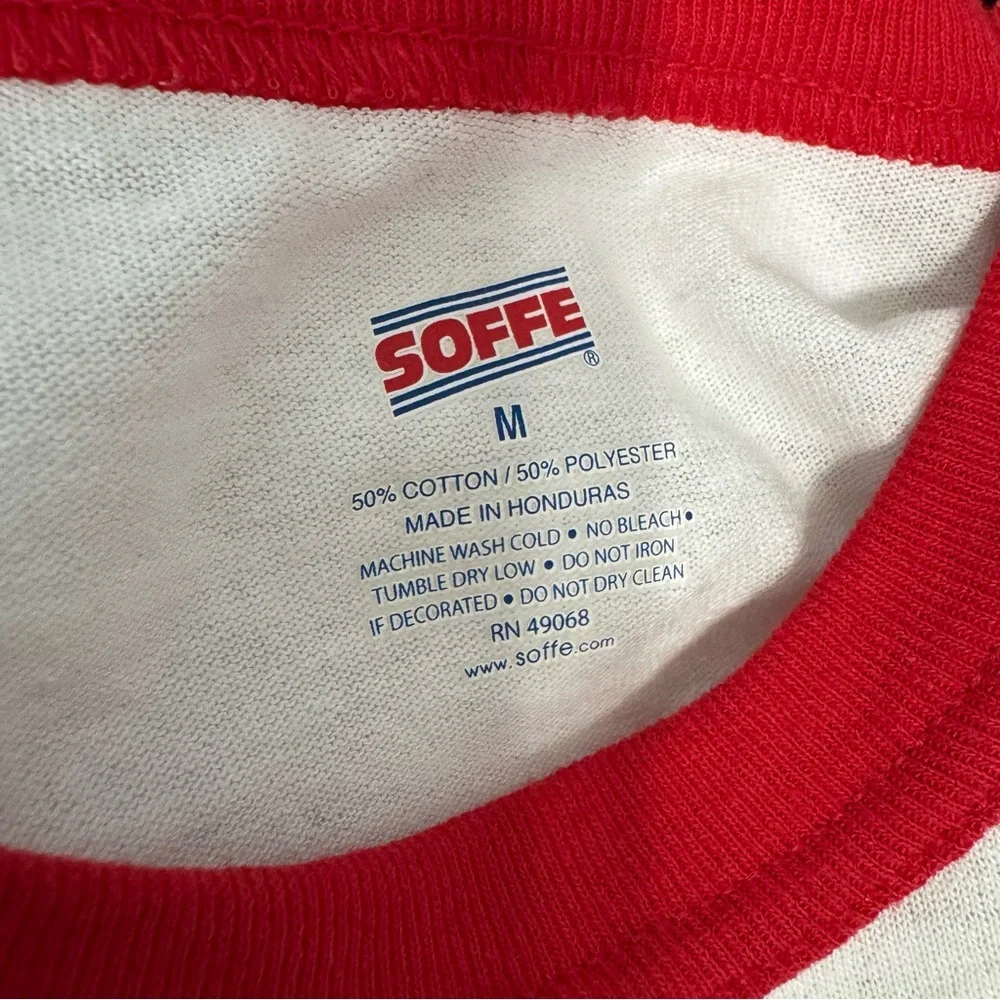 SOFFE®
M
50% COTTON / 50% POLYESTER
MADE IN HONDURAS
MACHINE WASH COLD • NO BLEACH •
TUMBLE DRY LOW • DO NOT IRON
IF DECORATED • DO NOT DRY CLEAN
RN 49068
www.soffe.com